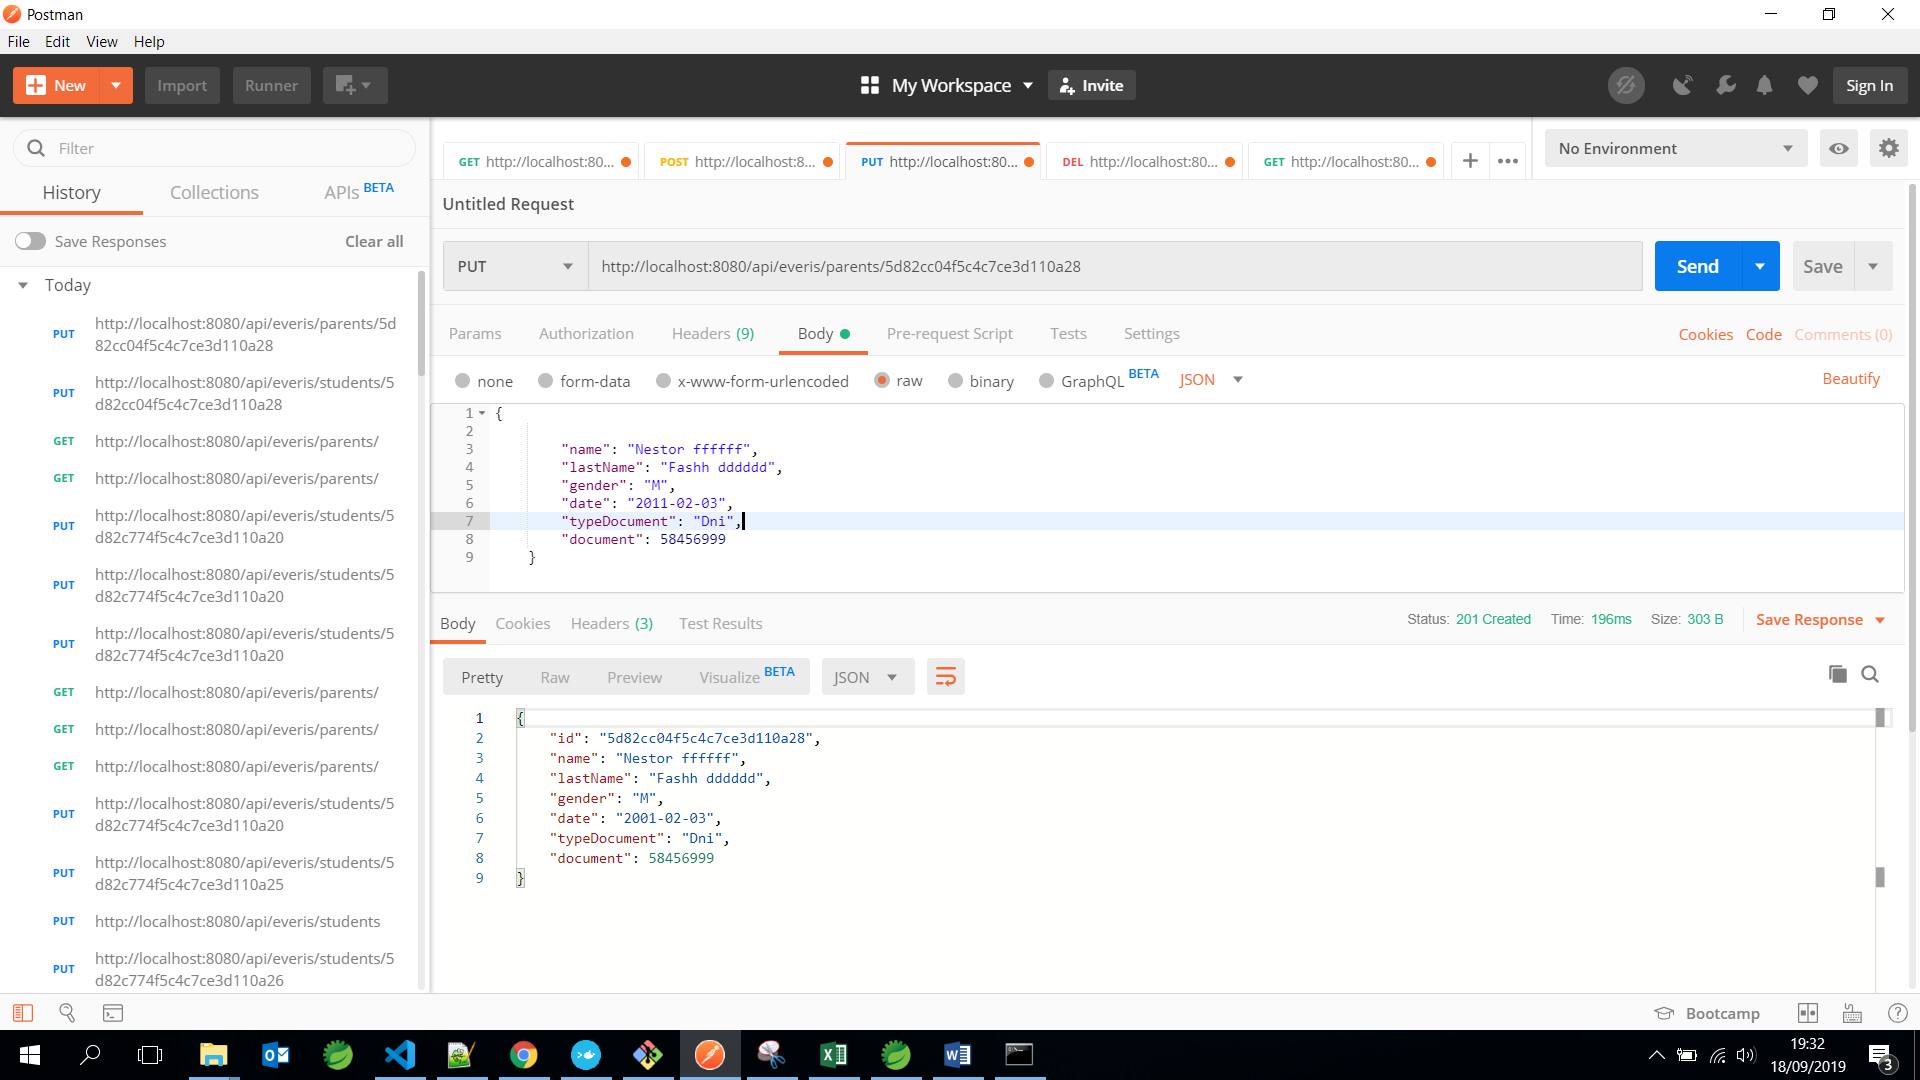 Postman
File Edit View Help
New Import Runner My Workspace Invite Sign In
Filter
History Collections APIs BETA
Save Responses Clear all
Today
PUT http://localhost:8080/api/everis/parents/5d
82cc04f5c4c7ce3d110a28
PUT http://localhost:8080/api/everis/students/5
d82cc04f5c4c7ce3d110a28
GET http://localhost:8080/api/everis/parents/
GET http://localhost:8080/api/everis/parents/
PUT http://localhost:8080/api/everis/students/5
d82c774f5c4c7ce3d110a20
PUT http://localhost:8080/api/everis/students/5
d82c774f5c4c7ce3d110a20
PUT http://localhost:8080/api/everis/students/5
d82c774f5c4c7ce3d110a20
GET http://localhost:8080/api/everis/parents/
GET http://localhost:8080/api/everis/parents/
GET http://localhost:8080/api/everis/parents/
PUT http://localhost:8080/api/everis/students/5
d82c774f5c4c7ce3d110a20
PUT http://localhost:8080/api/everis/students/5
d82c774f5c4c7ce3d110a25
PUT http://localhost:8080/api/everis/students
PUT http://localhost:8080/api/everis/students/5
d82c774f5c4c7ce3d110a26
GET http://localhost:80... POST http://localhost:8... PUT http://localhost:80... DEL http://localhost:80... GET http://localhost:80... No Environment
Untitled Request
PUT http://localhost:8080/api/everis/parents/5d82cc04f5c4c7ce3d110a28 Send Save
Params Authorization Headers (9) Body Pre-request Script Tests Settings Cookies Code Comments (0)
none form-data x-www-form-urlencoded raw binary GraphQL BETA JSON Beautify
1 {
2
3 "name": "Nestor ffffff",
4 "lastName": "Fashh dddddd",
5 "gender": "M",
6 "date": "2011-02-03",
7 "typeDocument": "Dni",
8 "document": 58456999
9 }
Body Cookies Headers (3) Test Results Status: 201 Created Time: 196ms Size: 303 B Save Response
Pretty Raw Preview Visualize BETA JSON
1 {
2 "id": "5d82cc04f5c4c7ce3d110a28",
3 "name": "Nestor ffffff",
4 "lastName": "Fashh dddddd",
5 "gender": "M",
6 "date": "2001-02-03",
7 "typeDocument": "Dni",
8 "document": 58456999
9 }
Bootcamp
19:32
18/09/2019
3